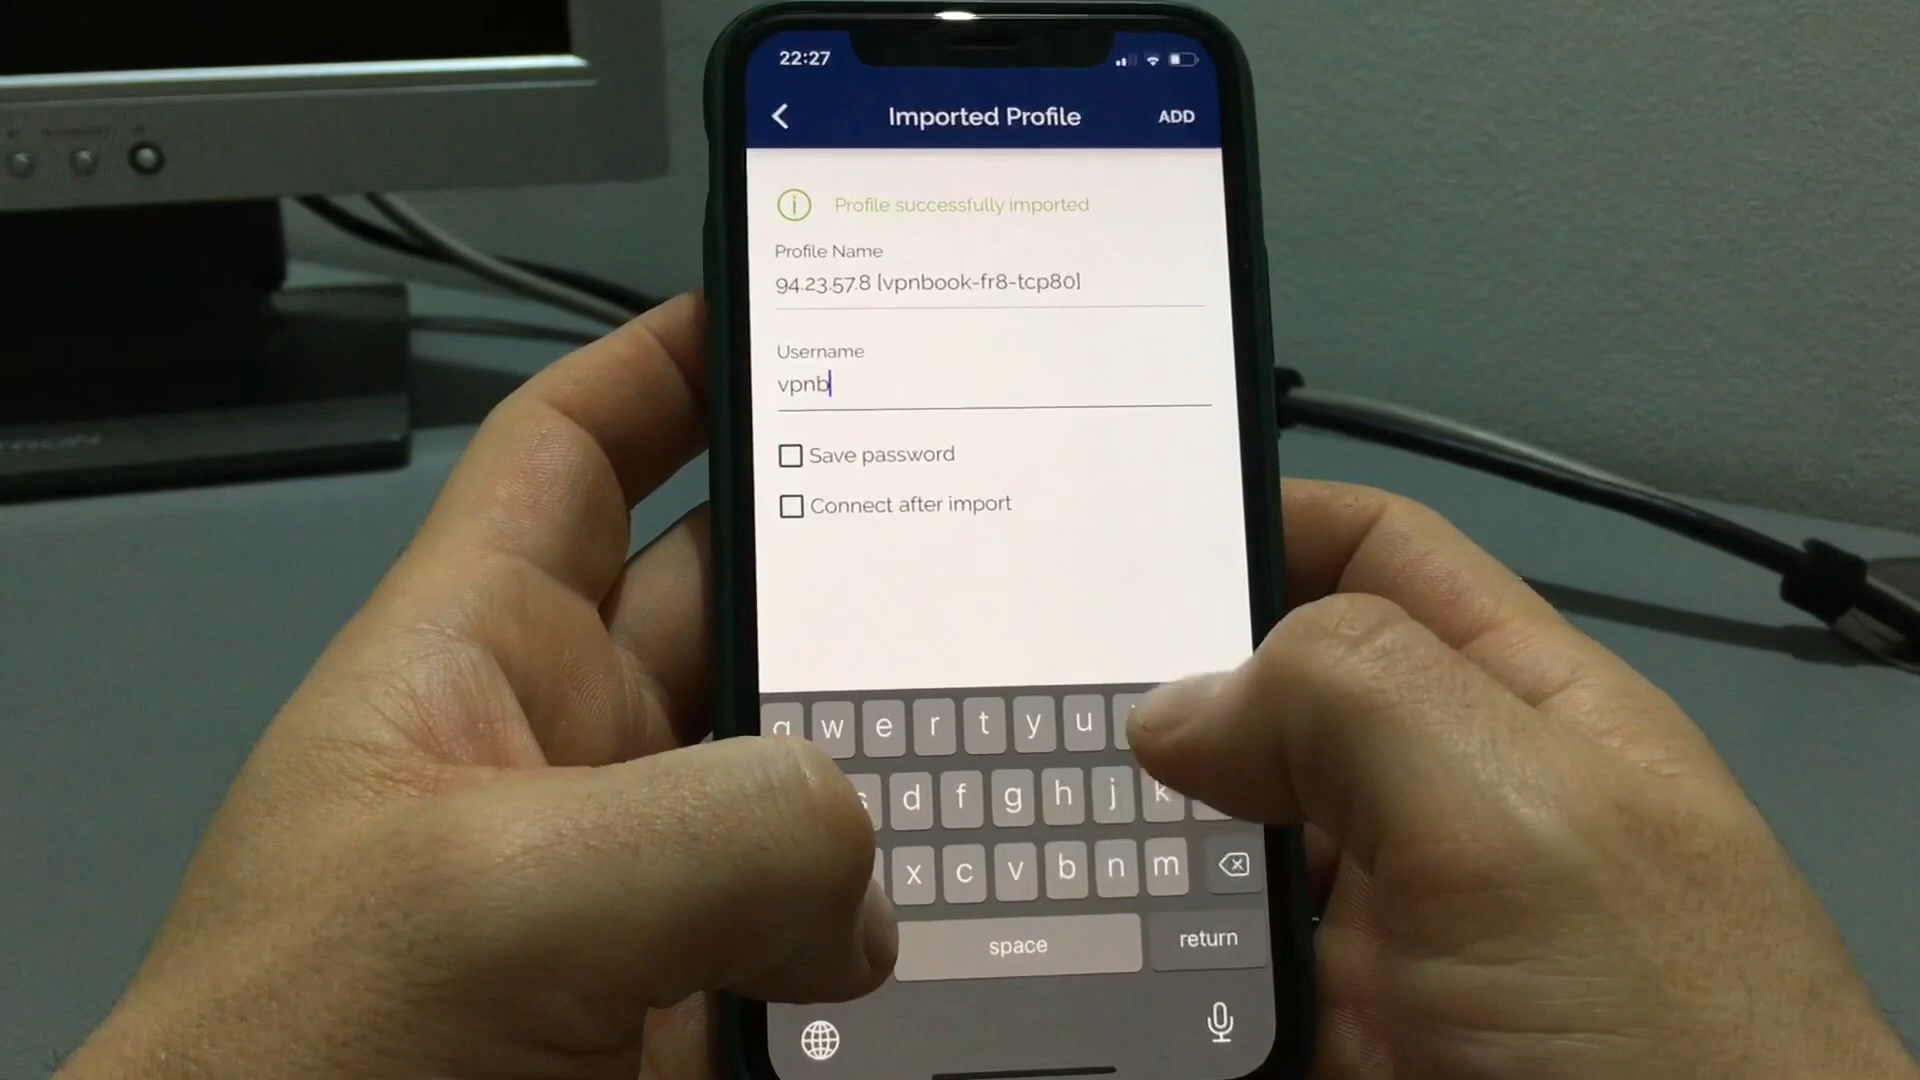 22:27
Imported Profile
ADD
Profile successfully imported
Profile Name
94.23.57.8 [vpnbook-fr8-tcp80]
Username
vpnb
Save password
Connect after import
q w e r t y u
s d f g h j k
x c v b n m
space
return